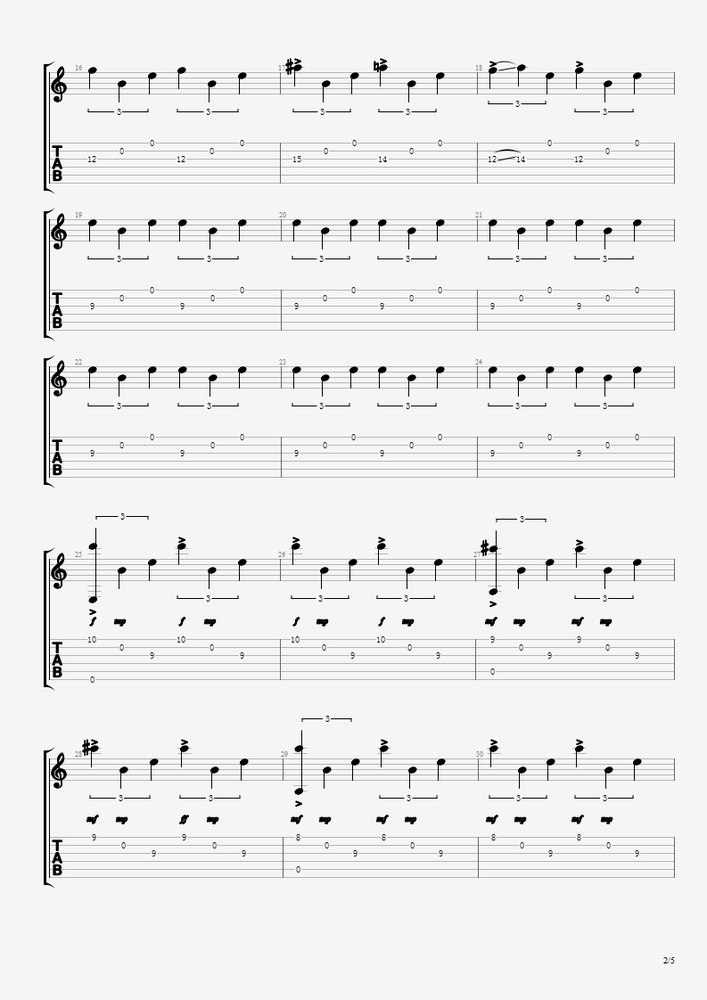 16 17 18
3 3 3 3
T A B 12 0 0 12 0 0 15 0 0 14 0 0 12 14 0 12 0 0
19 20 21
3 3 3 3 3 3
T A B 9 0 0 9 0 0 9 0 0 9 0 0 9 0 0 9 0 0
22 23 24
3 3 3 3 3 3
T A B 9 0 0 9 0 0 9 0 0 9 0 0 9 0 0 9 0 0
3 3
25 26 27
3 3 3 3
f mp f mp f mp f mp mf mp mf mp
T A B 10 0 9 10 0 9 10 0 9 10 0 9 9 0 9 9 0 9
0 0
3
28 29 30
3 3 3 3 3
mf mp ff mp mf mp mf mp mf mp mf mp
T A B 9 0 9 9 0 9 8 0 9 8 0 9 8 0 9 8 0 9
0
2/5